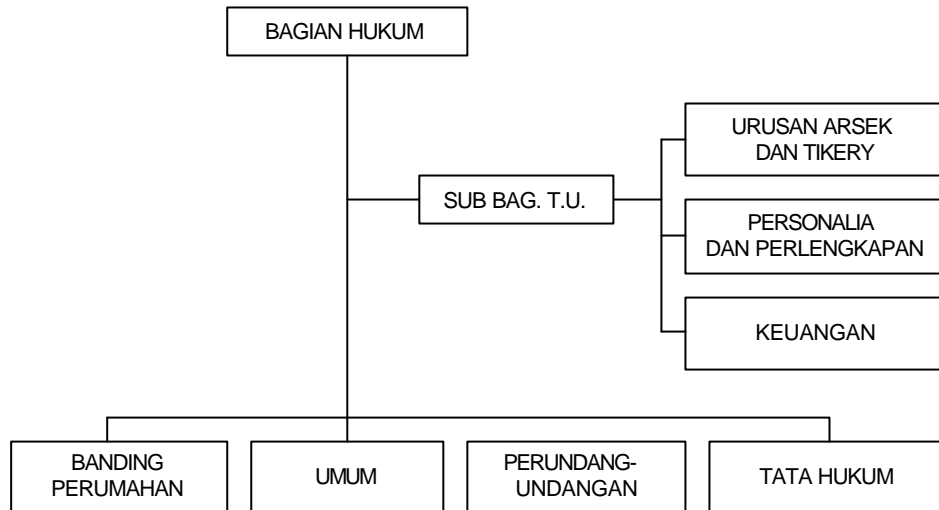 BAGIAN HUKUM
URUSAN ARSEK
DAN TIKERY
SUB BAG. T.U.
PERSONALIA
DAN PERLENGKAPAN
KEUANGAN
BANDING
PERUMAHAN
UMUM
PERUNDANG-
UNDANGAN
TATA HUKUM